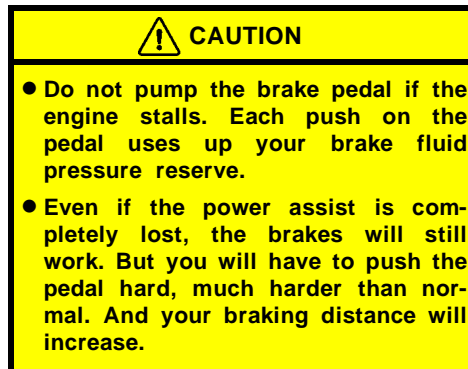 CAUTION
● Do not pump the brake pedal if the
engine stalls. Each push on the
pedal uses up your brake fluid
pressure reserve.
● Even if the power assist is com-
pletely lost, the brakes will still
work. But you will have to push the
pedal hard, much harder than nor-
mal. And your braking distance will
increase.